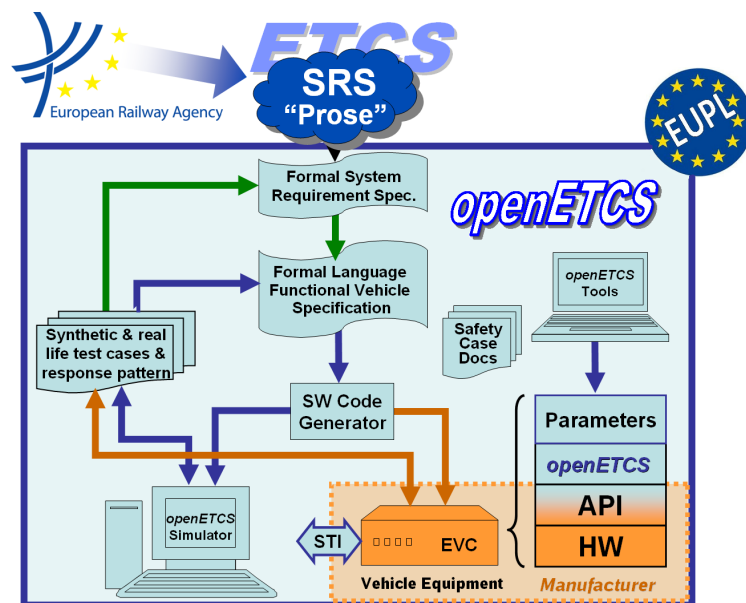 ETCS
SRS
“Prose”
European Railway Agency
EUPL
Formal System
Requirement Spec.
openETCS
Formal Language
Functional Vehicle
Specification
openETCS
Tools
Synthetic & real
life test cases &
response pattern
Safety
Case
Docs
SW Code
Generator
Parameters
openETCS
API
HW
openETCS
Simulator
STI
EVC
Vehicle Equipment
Manufacturer